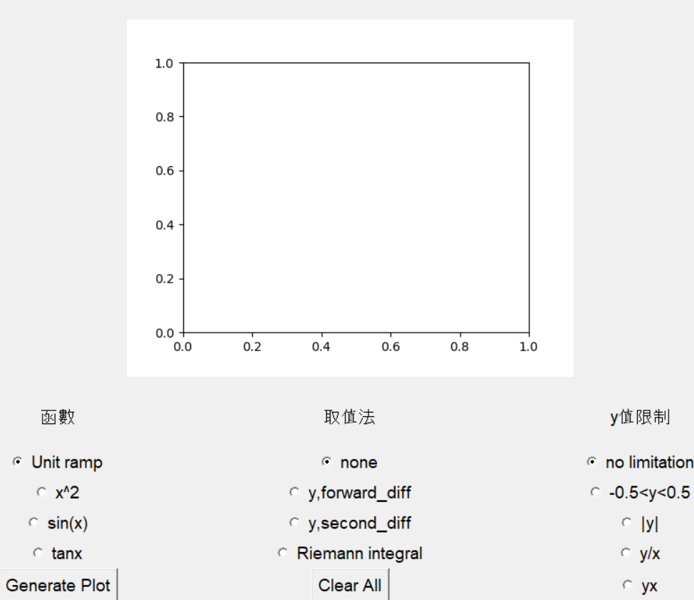 1.0
0.8
0.6
0.4
0.2
0.0
0.0 0.2 0.4 0.6 0.8 1.0
函數 取值法 y值限制
Unit ramp none no limitation
x^2 y,forward_diff -0.5<y<0.5
sin(x) y,second_diff |y|
tanx Riemann integral y/x
Generate Plot Clear All yx